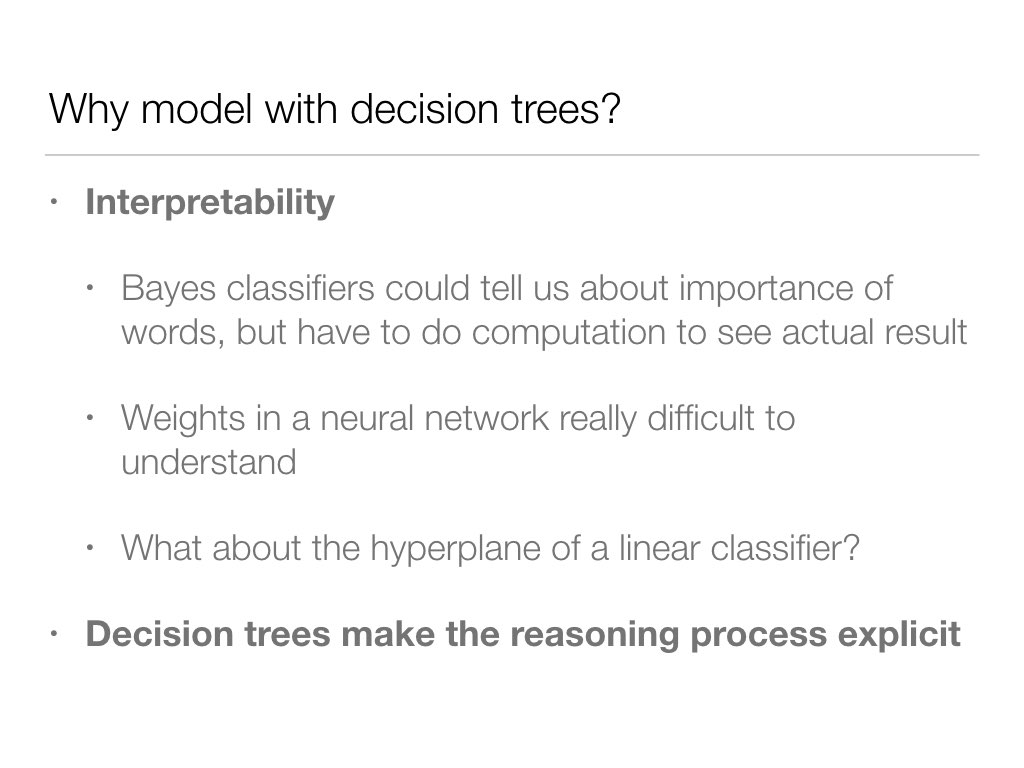 Why model with decision trees?
• Interpretability
• Bayes classifiers could tell us about importance of
words, but have to do computation to see actual result
• Weights in a neural network really difficult to
understand
• What about the hyperplane of a linear classifier?
• Decision trees make the reasoning process explicit